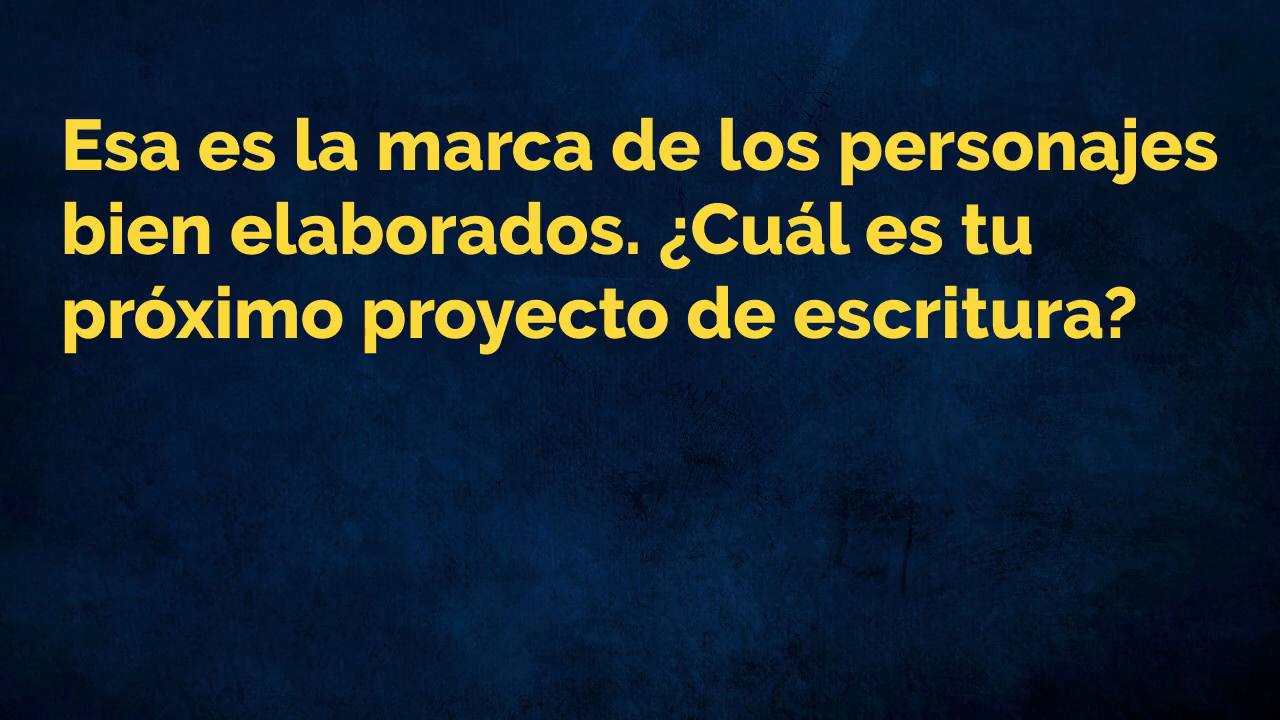 Esa es la marca de los personajes
bien elaborados. ¿Cuál es tu
próximo proyecto de escritura?